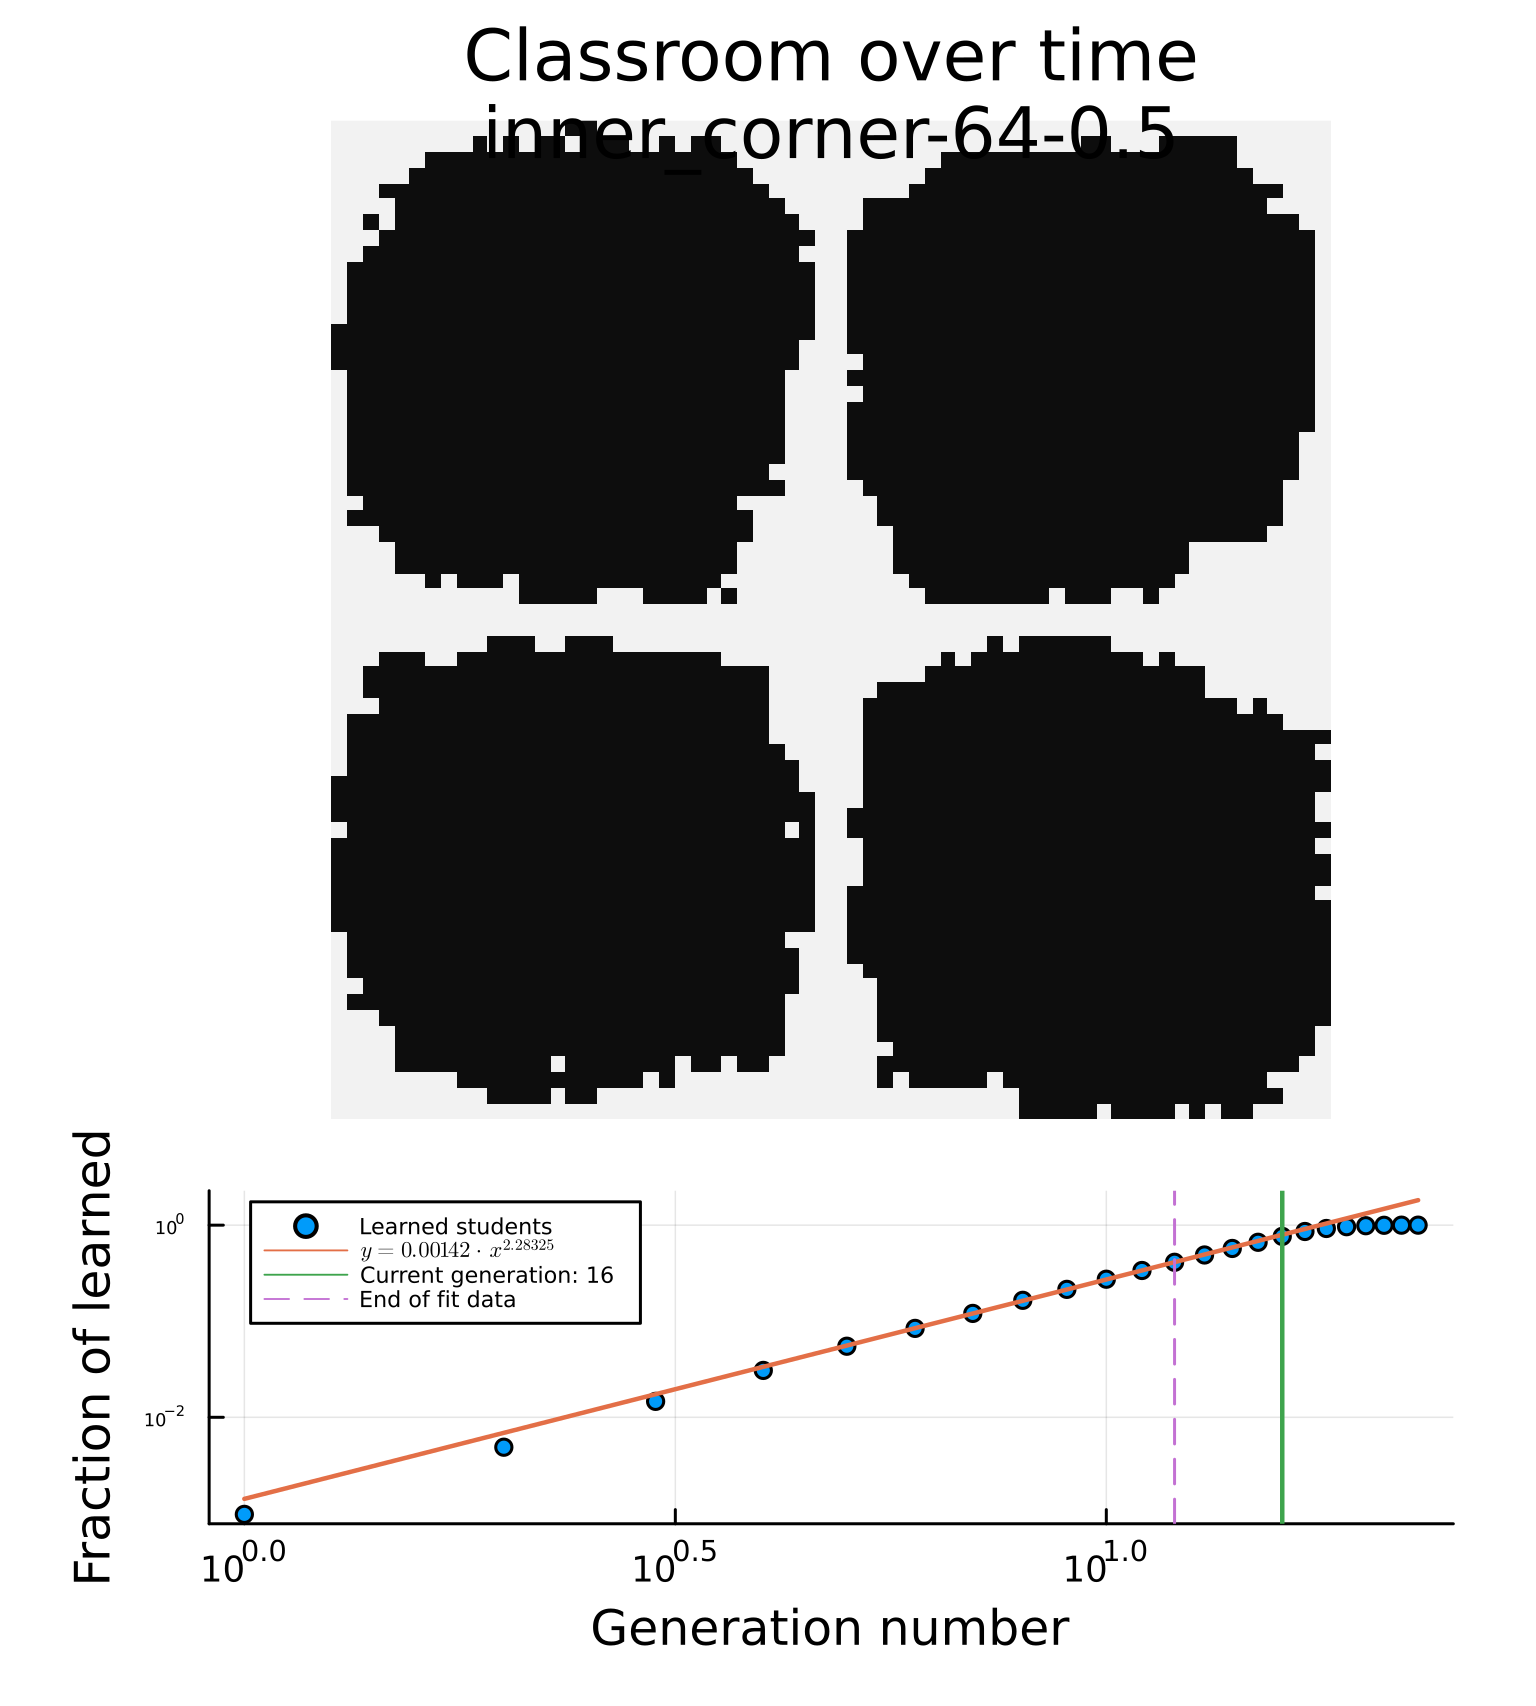 Classroom over time
inner_corner-64-0.5
Fraction of learned
10^0
10^−2
Learned students
y = 0.00142 · x^2.28325
Current generation: 16
End of fit data
10^0.0
10^0.5
10^1.0
Generation number